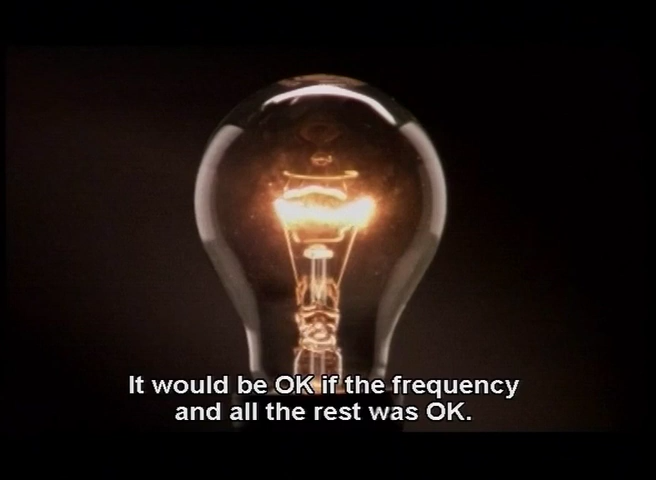 It would be OK if the frequency
and all the rest was OK.